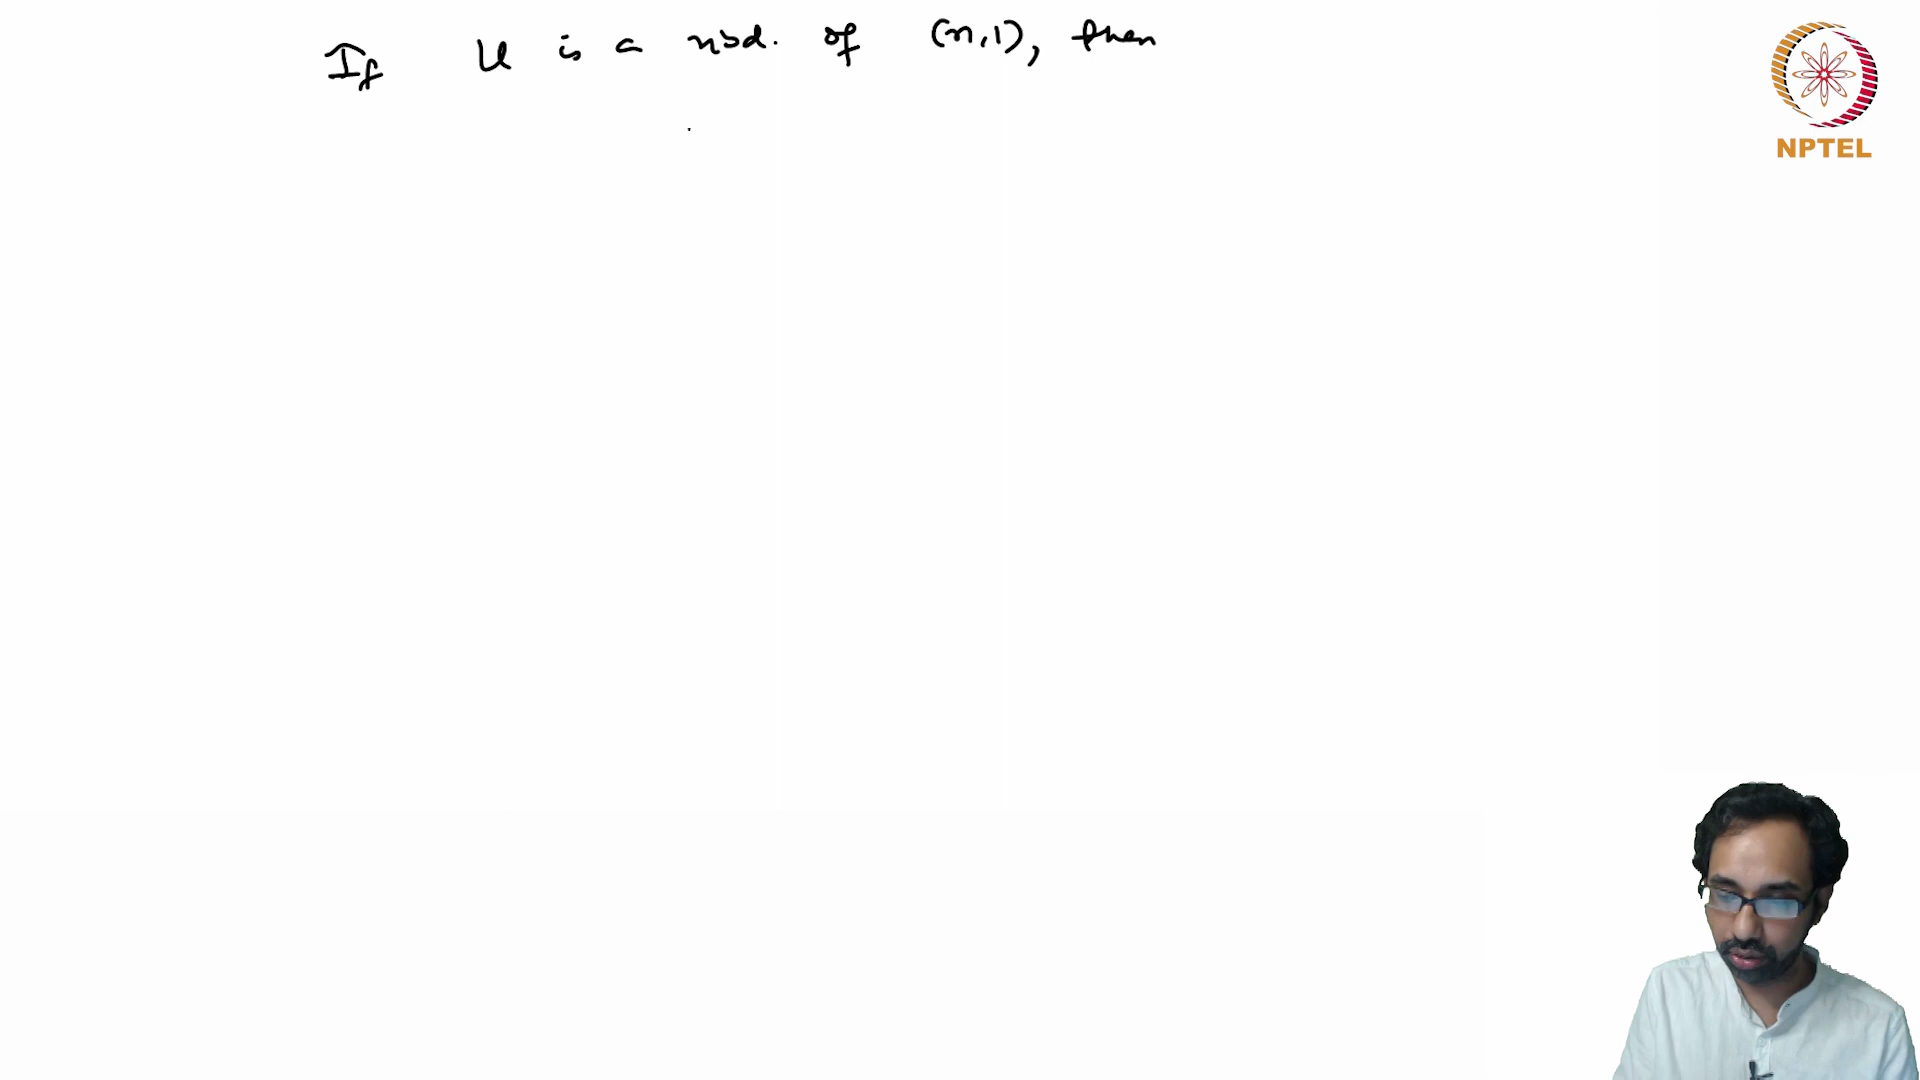 If U is a nbd. of (n,1), then
NPTEL